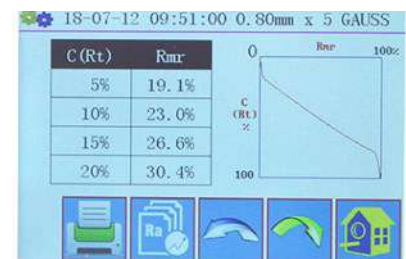 18-07-12 09:51:00 0.80mm x 5 GAUSS
C(Rt) Rmr
5% 19.1%
10% 23.0%
15% 26.6%
20% 30.4%
0 Rmr 100%
C
(Rt)
%
100
Ra